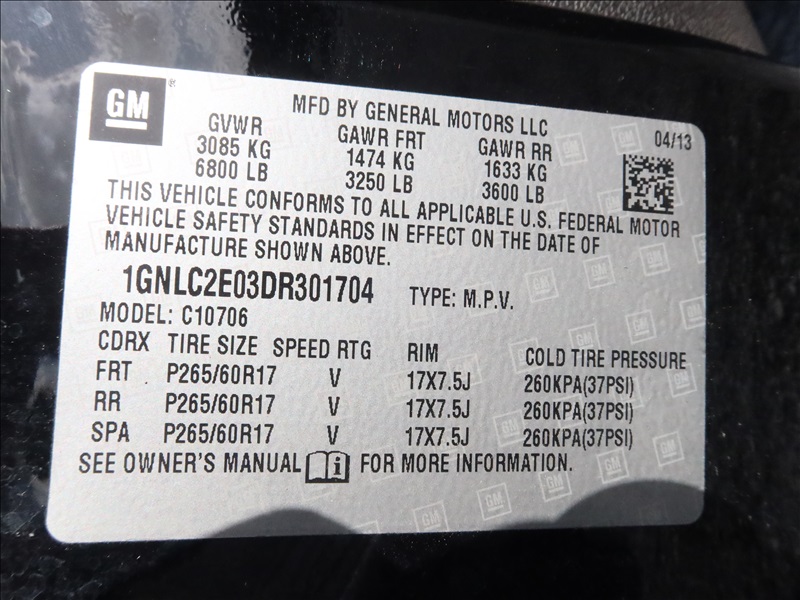 GM ®
MFD BY GENERAL MOTORS LLC
04/13
GVWR GAWR FRT GAWR RR
3085 KG 1474 KG 1633 KG
6800 LB 3250 LB 3600 LB
THIS VEHICLE CONFORMS TO ALL APPLICABLE U.S. FEDERAL MOTOR
VEHICLE SAFETY STANDARDS IN EFFECT ON THE DATE OF
MANUFACTURE SHOWN ABOVE.
1GNLC2E03DR301704 TYPE: M.P.V.
MODEL: C10706
CDRX TIRE SIZE SPEED RTG RIM COLD TIRE PRESSURE
FRT P265/60R17 V 17X7.5J 260KPA(37PSI)
RR P265/60R17 V 17X7.5J 260KPA(37PSI)
SPA P265/60R17 V 17X7.5J 260KPA(37PSI)
SEE OWNER'S MANUAL i FOR MORE INFORMATION.